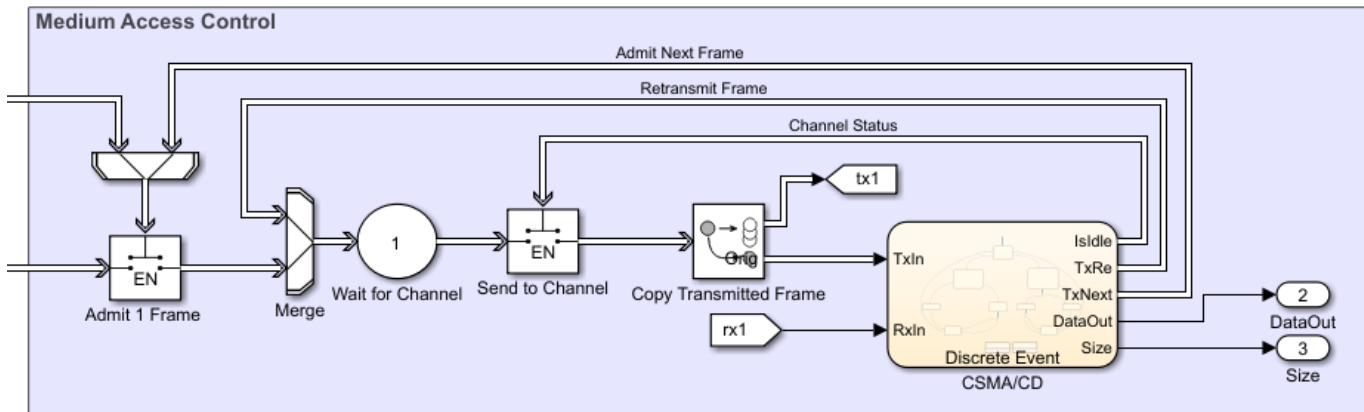 Medium Access Control
Admit Next Frame
Retransmit Frame
Channel Status
tx1
1
EN
EN
Orig
Admit 1 Frame
Merge
Wait for Channel
Send to Channel
Copy Transmitted Frame
rx1
TxIn
RxIn
IsIdle
TxRe
TxNext
DataOut
Size
Discrete Event
CSMA/CD
2
DataOut
3
Size